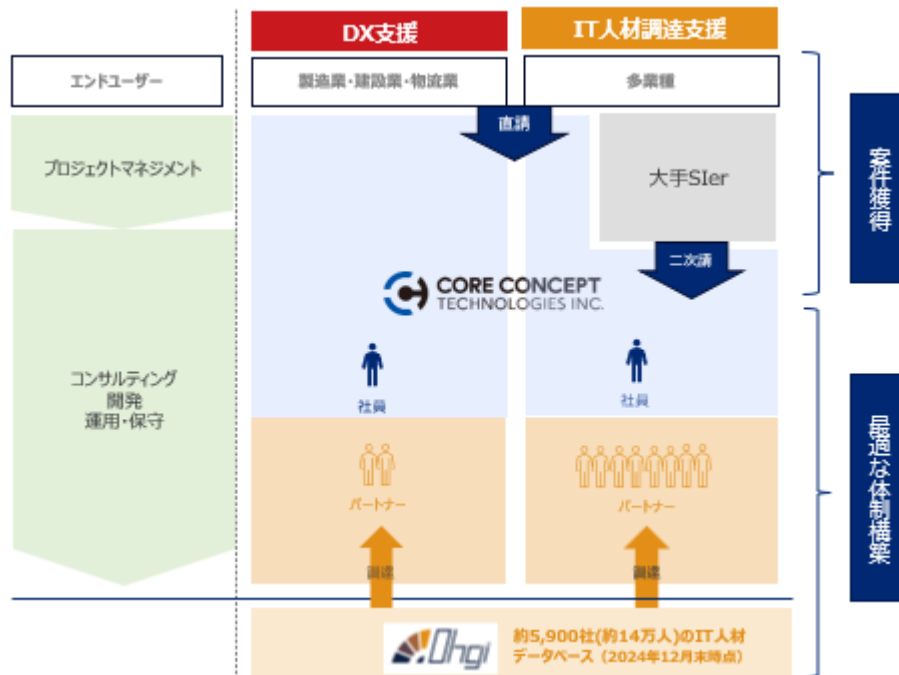 DX支援
IT人材調達支援
エンドユーザー
製造業・建設業・物流業
多業種
直請
プロジェクトマネジメント
大手SIer
案件獲得
二次請
CORE CONCEPT
TECHNOLOGIES INC.
コンサルティング
開発
運用・保守
社員
社員
最適な体制構築
パートナー
パートナー
調達
調達
Ohgi
約5,900社(約14万人)のIT人材
データベース（2024年12月末時点）